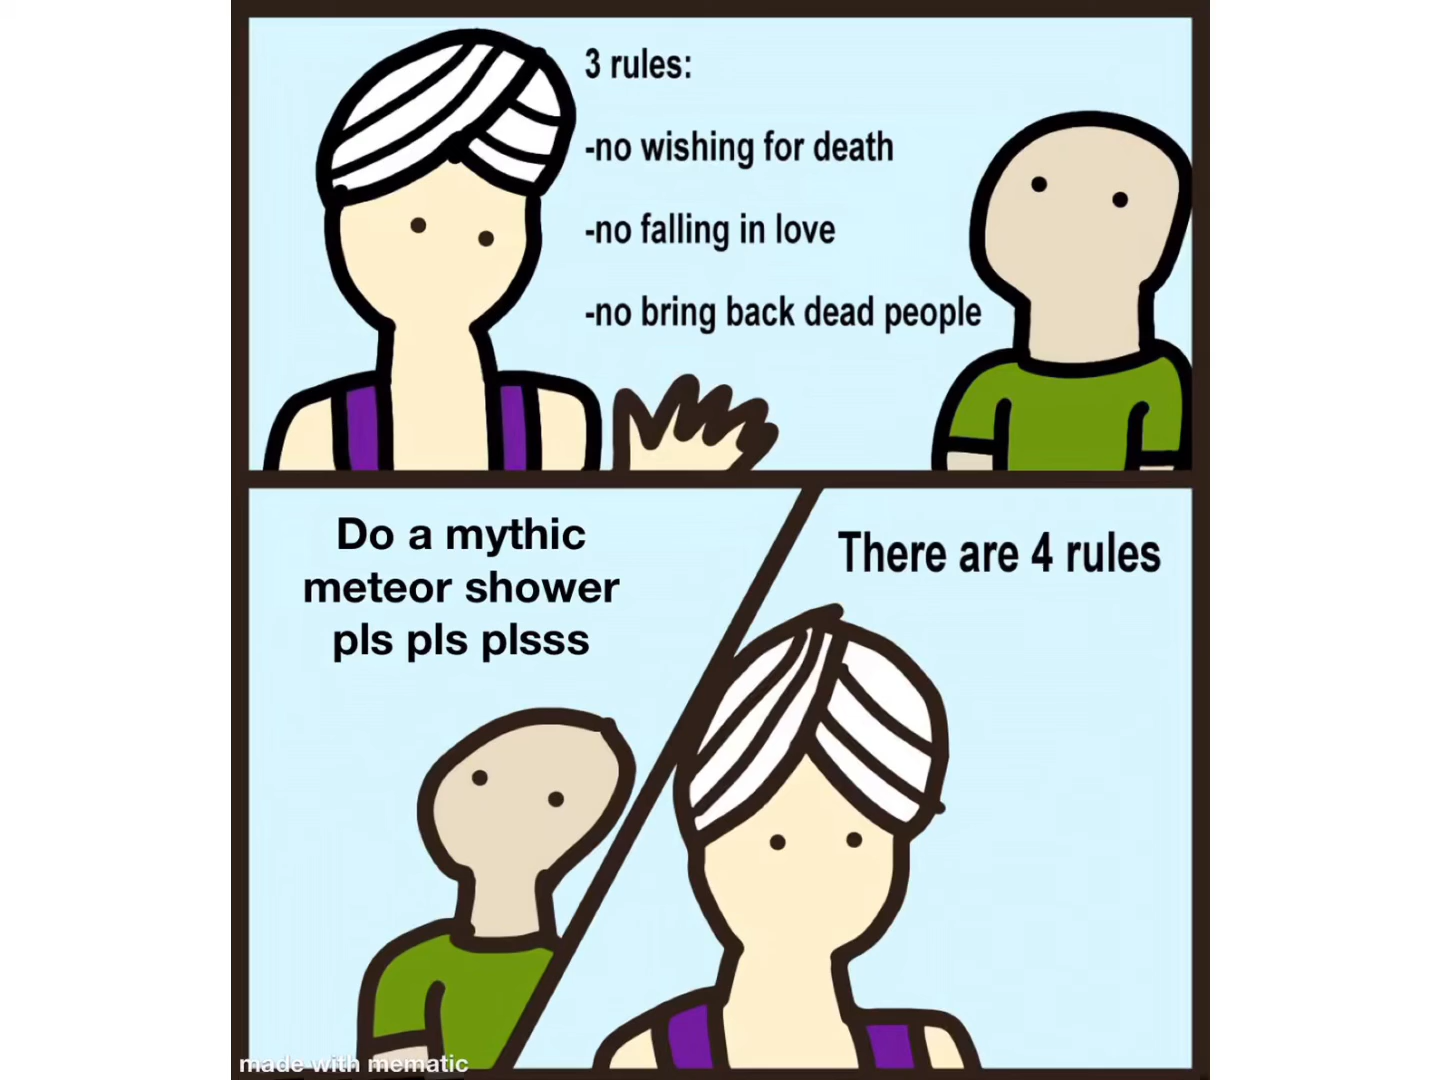 3 rules:
-no wishing for death
-no falling in love
-no bring back dead people
Do a mythic
meteor shower
pls pls plsss
There are 4 rules
made with mematic